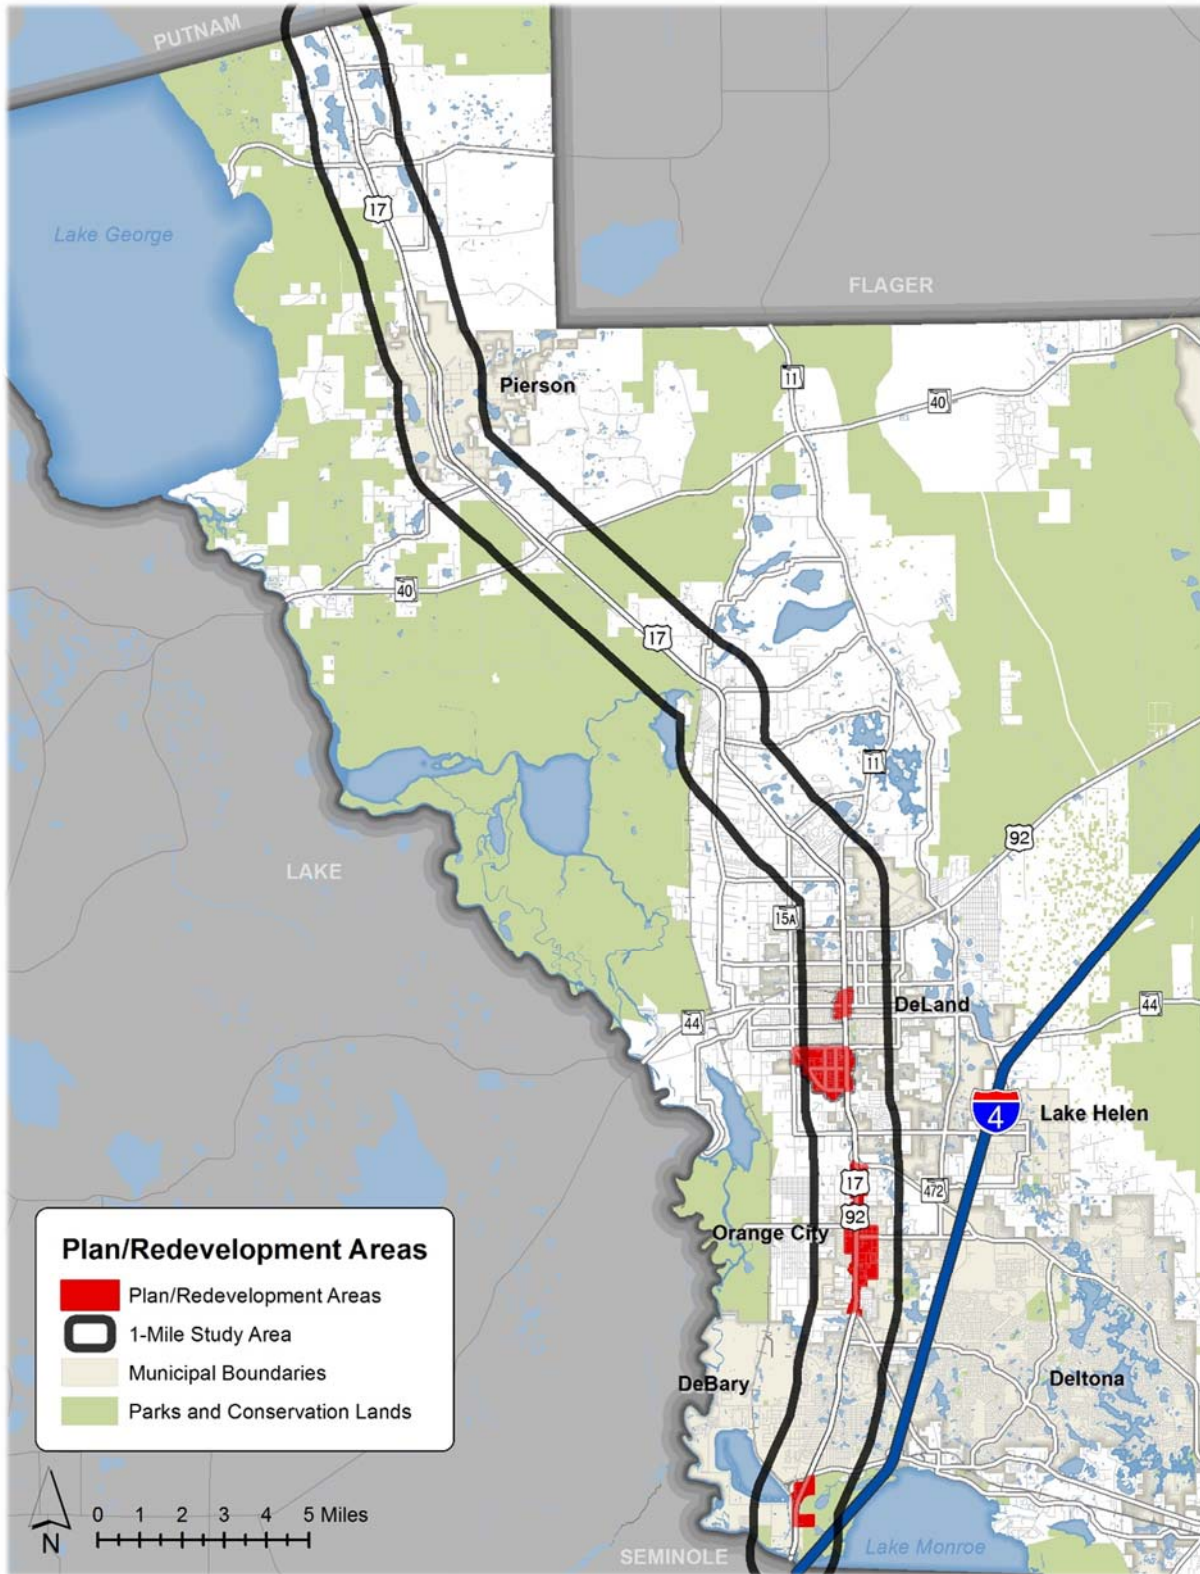 PUTNAM
Lake George
17
FLAGER
11
Pierson
40
40
17
11
92
LAKE
15A
DeLand
44
44
4
Lake Helen
472
17
92
Orange City
Plan/Redevelopment Areas
Plan/Redevelopment Areas
1-Mile Study Area
Municipal Boundaries
Parks and Conservation Lands
DeBary
Deltona
0 1 2 3 4 5 Miles
N
SEMINOLE
Lake Monroe